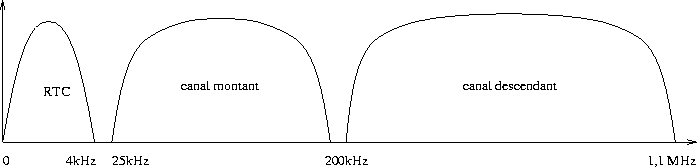 canal montant
canal descendant
RTC
0 4kHz 25kHz 200kHz 1,1 MHz